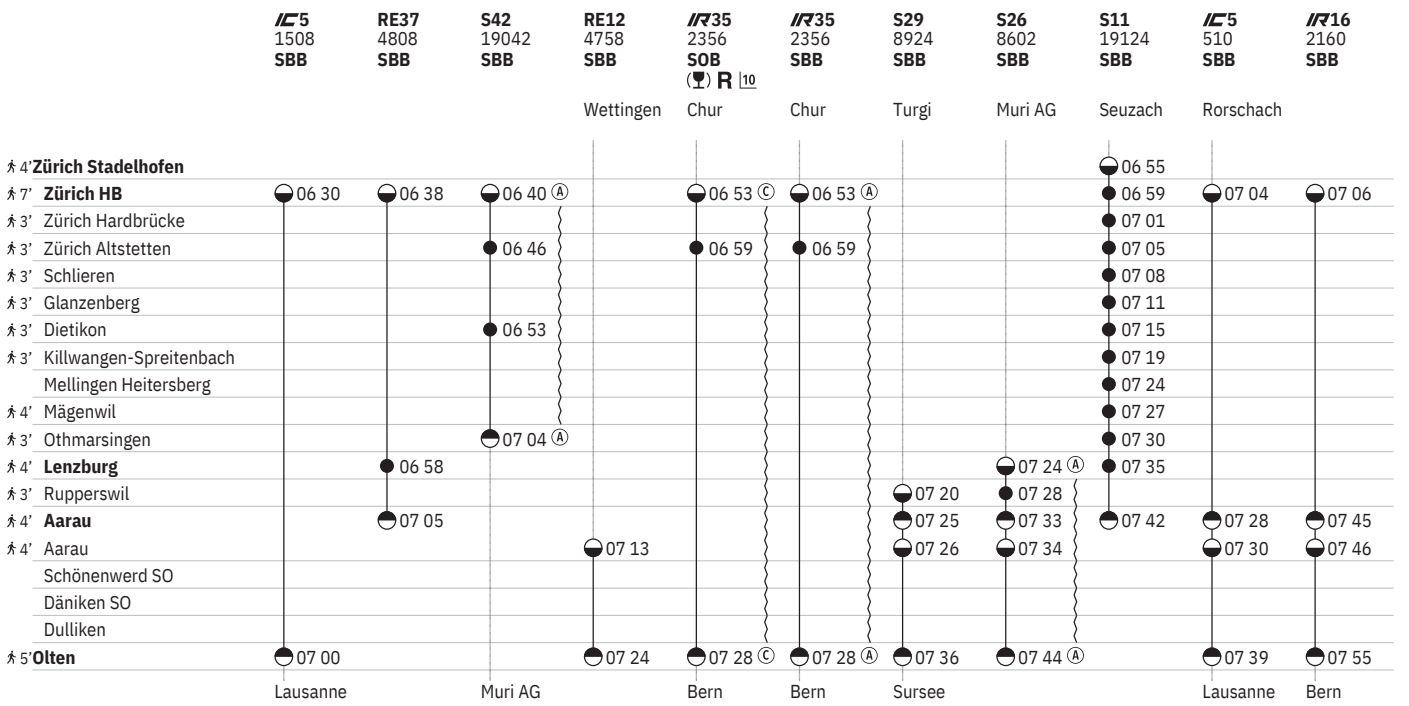 IC5 RE37 S42 RE12 IR35 IR35 S29 S26 S11 IC5 IR16
1508 4808 19042 4758 2356 2356 8924 8602 19124 510 2160
SBB SBB SBB SBB SOB SBB SBB SBB SBB SBB SBB
( ) R 10
Wettingen Chur Chur Turgi Muri AG Seuzach Rorschach
4’ Zürich Stadelhofen 06 55
7’ Zürich HB 06 30 06 38 06 40 A 06 53 C 06 53 A 06 59 07 04 07 06
3’ Zürich Hardbrücke 07 01
3’ Zürich Altstetten 06 46 06 59 06 59 07 05
3’ Schlieren 07 08
3’ Glanzenberg 07 11
3’ Dietikon 06 53 07 15
3’ Killwangen-Spreitenbach 07 19
Mellingen Heitersberg 07 24
4’ Mägenwil 07 27
3’ Othmarsingen 07 04 A 07 30
4’ Lenzburg 06 58 07 24 A 07 35
3’ Rupperswil 07 20 07 28
4’ Aarau 07 05 07 25 07 33 07 42 07 28 07 45
4’ Aarau 07 13 07 26 07 34 07 30 07 46
Schönenwerd SO
Däniken SO
Dulliken
5’ Olten 07 00 07 24 07 28 C 07 28 A 07 36 07 44 A 07 39 07 55
Lausanne Muri AG Bern Bern Sursee Lausanne Bern